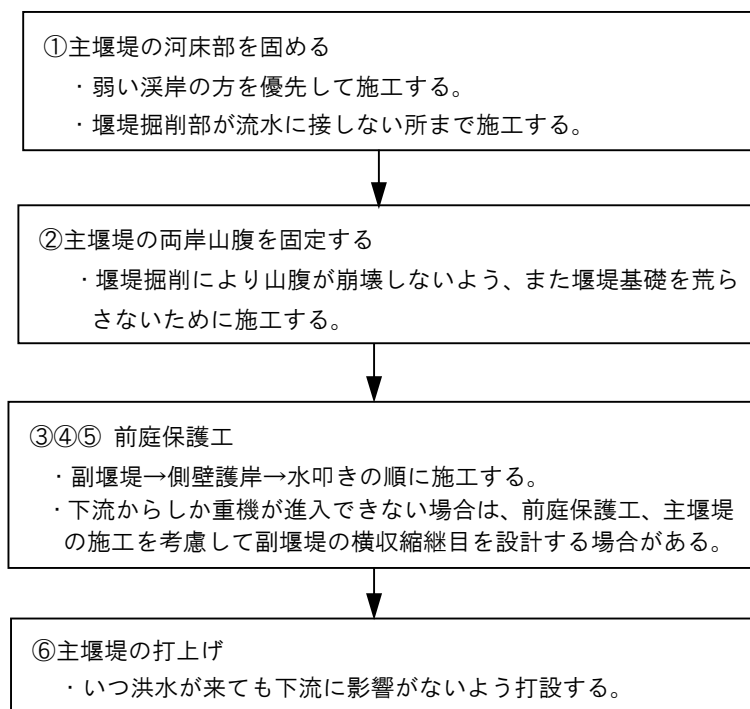 ①主堰堤の河床部を固める
・弱い渓岸の方を優先して施工する。
・堰堤掘削部が流水に接しない所まで施工する。
②主堰堤の両岸山腹を固定する
・堰堤掘削により山腹が崩壊しないよう、また堰堤基礎を荒ら
さないために施工する。
③④⑤ 前庭保護工
・副堰堤→側壁護岸→水叩きの順に施工する。
・下流からしか重機が進入できない場合は、前庭保護工、主堰堤
の施工を考慮して副堰堤の横収縮継目を設計する場合がある。
⑥主堰堤の打上げ
・いつ洪水が来ても下流に影響がないよう打設する。